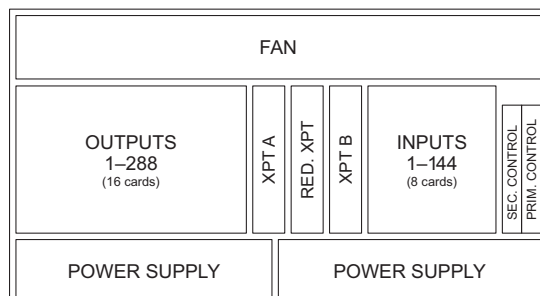 FAN
OUTPUTS
1–288
(16 cards)
XPT A
RED. XPT
XPT B
INPUTS
1–144
(8 cards)
SEC. CONTROL
PRIM. CONTROL
POWER SUPPLY
POWER SUPPLY